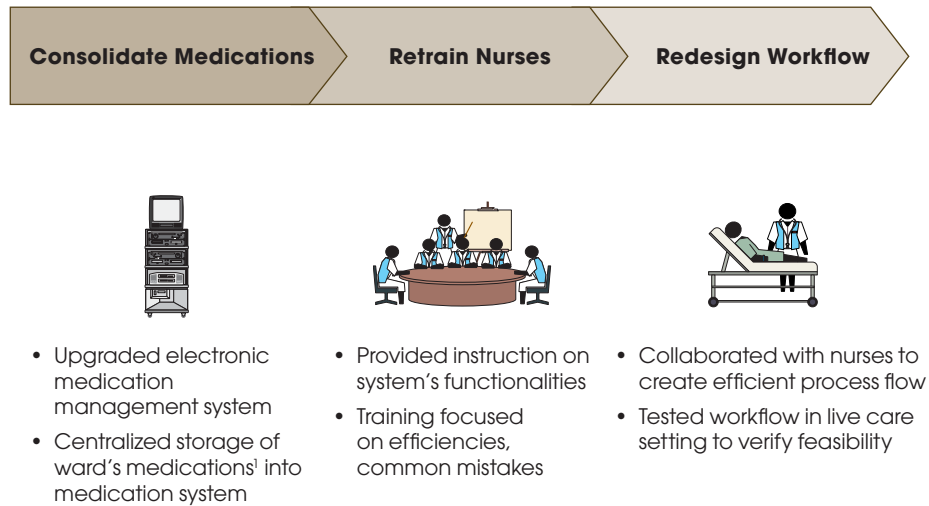 Consolidate Medications
Retrain Nurses
Redesign Workflow
• Upgraded electronic
medication
management system
• Centralized storage of
ward's medications¹ into
medication system
• Provided instruction on
system's functionalities
• Training focused
on efficiencies,
common mistakes
• Collaborated with nurses to
create efficient process flow
• Tested workflow in live care
setting to verify feasibility